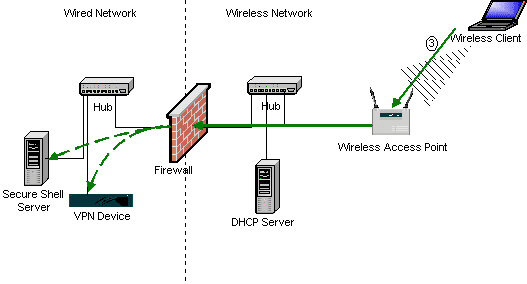 Wired Network
Wireless Network
Wireless Client
3
Hub
Hub
Wireless Access Point
Firewall
Secure Shell
Server
VPN Device
DHCP Server